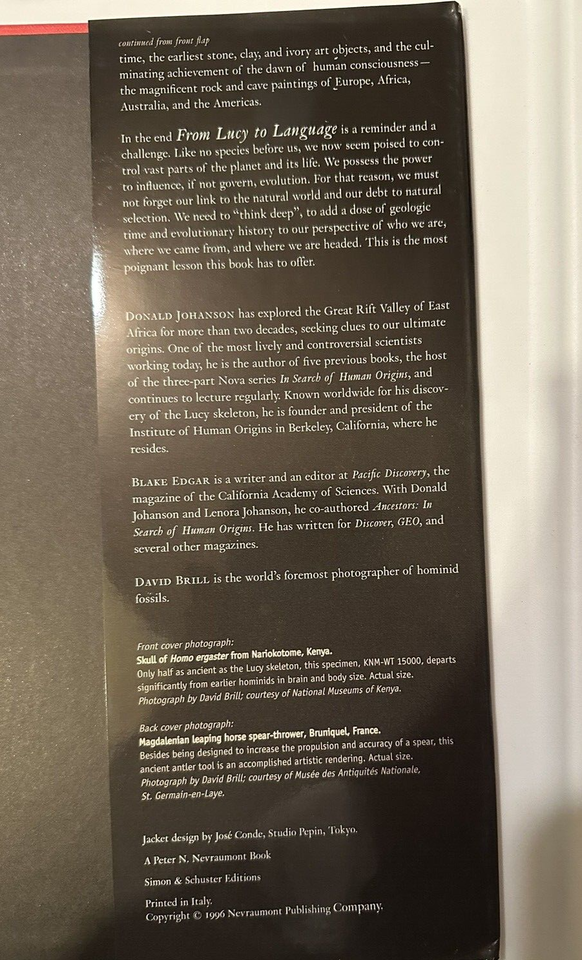 continued from front flap
time, the earliest stone, clay, and ivory art objects, and the cul-
minating achievement of the dawn of human consciousness—
the magnificent rock and cave paintings of Europe, Africa,
Australia, and the Americas.
In the end From Lucy to Language is a reminder and a
challenge. Like no species before us, we now seem poised to con-
trol vast parts of the planet and its life. We possess the power
to influence, if not govern, evolution. For that reason, we must
not forget our link to the natural world and our debt to natural
selection. We need to “think deep”, to add a dose of geologic
time and evolutionary history to our perspective of who we are,
where we came from, and where we are headed. This is the most
poignant lesson this book has to offer.
DONALD JOHANSON has explored the Great Rift Valley of East
Africa for more than two decades, seeking clues to our ultimate
origins. One of the most lively and controversial scientists
working today, he is the author of five previous books, the host
of the three-part Nova series In Search of Human Origins, and
continues to lecture regularly. Known worldwide for his discov-
ery of the Lucy skeleton, he is founder and president of the
Institute of Human Origins in Berkeley, California, where he
resides.
BLAKE EDGAR is a writer and an editor at Pacific Discovery, the
magazine of the California Academy of Sciences. With Donald
Johanson and Lenora Johanson, he co-authored Ancestors: In
Search of Human Origins. He has written for Discover, GEO, and
several other magazines.
DAVID BRILL is the world’s foremost photographer of hominid
fossils.
Front cover photograph:
Skull of Homo ergaster from Nariokotome, Kenya.
Only half as ancient as the Lucy skeleton, this specimen, KNM-WT 15000, departs
significantly from earlier hominids in brain and body size. Actual size.
Photograph by David Brill; courtesy of National Museums of Kenya.
Back cover photograph:
Magdalenian leaping horse spear-thrower, Bruniquel, France.
Besides being designed to increase the propulsion and accuracy of a spear, this
ancient antler tool is an accomplished artistic rendering. Actual size.
Photograph by David Brill; courtesy of Musée des Antiquités Nationale,
St. Germain-en-Laye.
Jacket design by José Conde, Studio Pepin, Tokyo.
A Peter N. Nevraumont Book
Simon & Schuster Editions
Printed in Italy.
Copyright © 1996 Nevraumont Publishing Company.